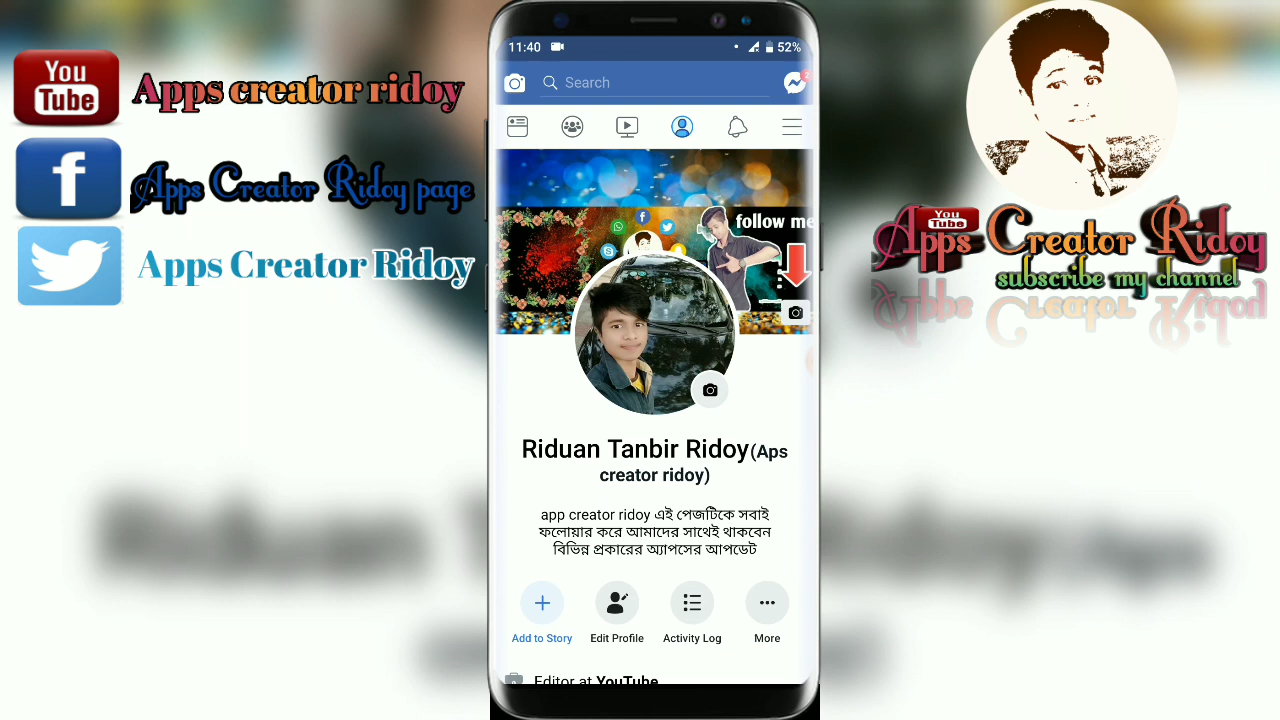 You
Tube
Apps creator ridoy
f
Apps Creator Ridoy page
Apps Creator Ridoy
11:40
52%
Search
2
follow me
Riduan Tanbir Ridoy(Aps
creator ridoy)
app creator ridoy এই পেজটিকে সবাই
ফলোয়ার করে আমাদের সাথেই থাকবেন
বিভিন্ন প্রকারের অ্যাপসের আপডেট
Add to Story
Edit Profile
Activity Log
More
Editor at YouTube
You
Tube
Apps Creator Ridoy
subscribe my channel